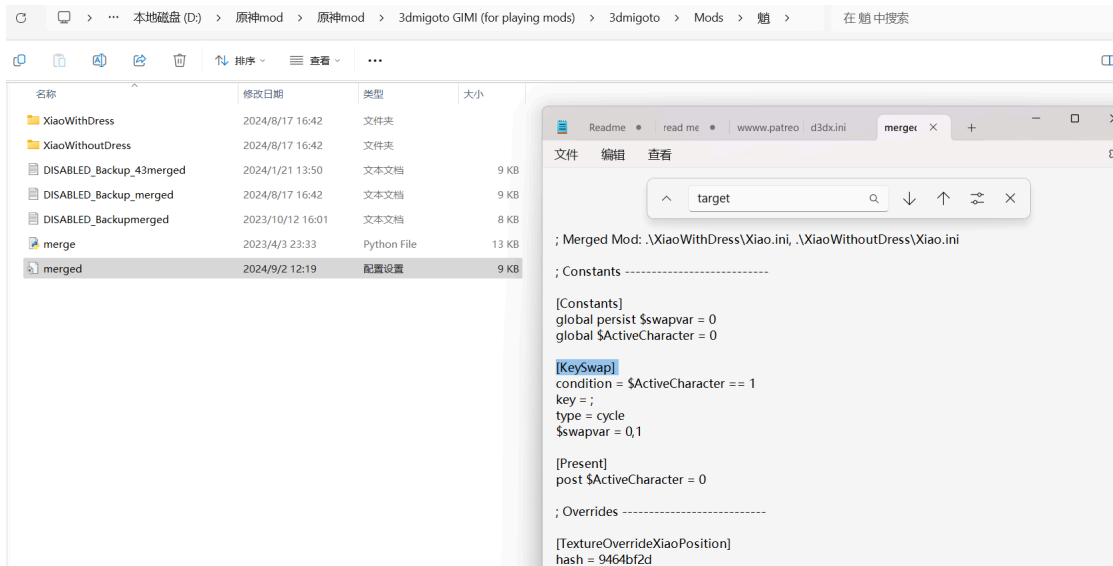 本地磁盘 (D:) > 原神mod > 原神mod > 3dmigoto GIMI (for playing mods) > 3dmigoto > Mods > 魈 >
在 魈 中搜索
排序 查看
名称 修改日期 类型 大小
XiaoWithDress 2024/8/17 16:42 文件夹
XiaoWithoutDress 2024/8/17 16:42 文件夹
DISABLED_Backup_43merged 2024/1/21 13:50 文本文档 9 KB
DISABLED_Backup_merged 2024/8/17 16:42 文本文档 9 KB
DISABLED_Backupmerged 2023/10/12 16:01 文本文档 8 KB
merge 2023/4/3 23:33 Python File 13 KB
merged 2024/9/2 12:19 配置设置 9 KB
Readme read me wwww.patreo d3dx.ini merged
文件 编辑 查看
target
; Merged Mod: .\XiaoWithDress\Xiao.ini, .\XiaoWithoutDress\Xiao.ini
; Constants ---------------------------
[Constants]
global persist $swapvar = 0
global $ActiveCharacter = 0
[KeySwap]
condition = $ActiveCharacter == 1
key = ;
type = cycle
$swapvar = 0,1
[Present]
post $ActiveCharacter = 0
; Overrides ---------------------------
[TextureOverrideXiaoPosition]
hash = 9464bf2d